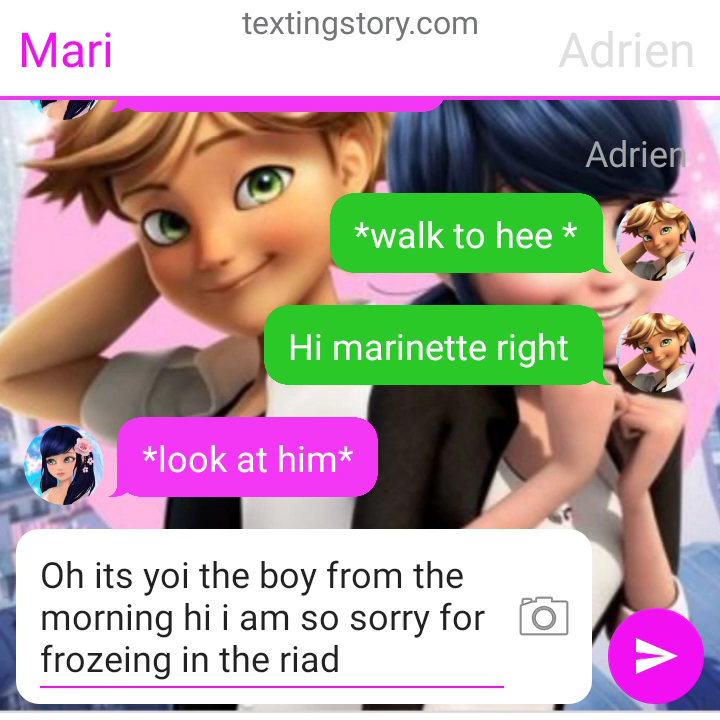 textingstory.com
Mari
Adrien
Adrien
*walk to hee *
Hi marinette right
*look at him*
Oh its yoi the boy from the
morning hi i am so sorry for
frozeing in the riad